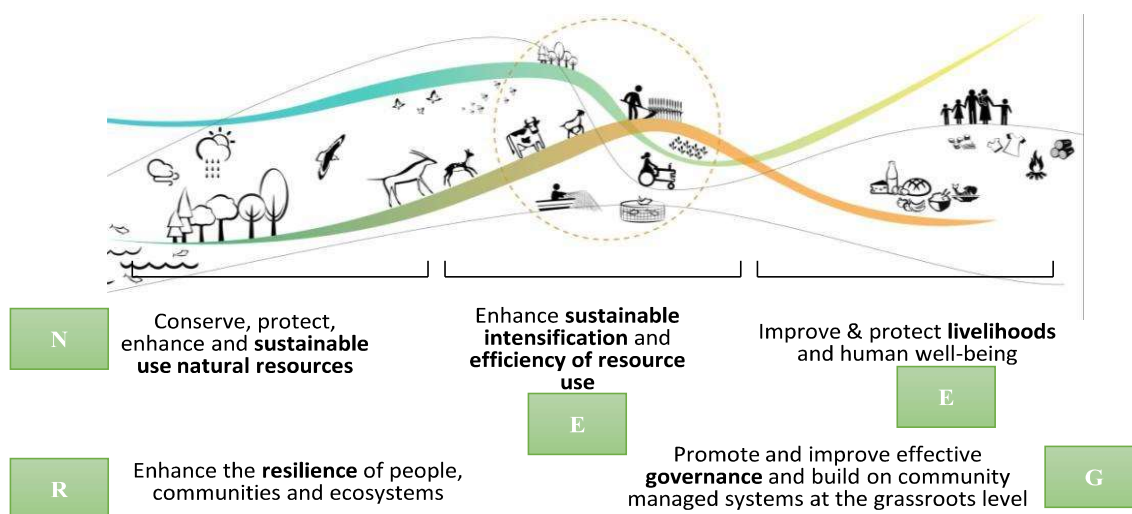 N
Conserve, protect,
enhance and sustainable
use natural resources
Enhance sustainable
intensification and
efficiency of resource
use
E
Improve & protect livelihoods
and human well-being
E
R
Enhance the resilience of people,
communities and ecosystems
Promote and improve effective
governance and build on community
managed systems at the grassroots level
G